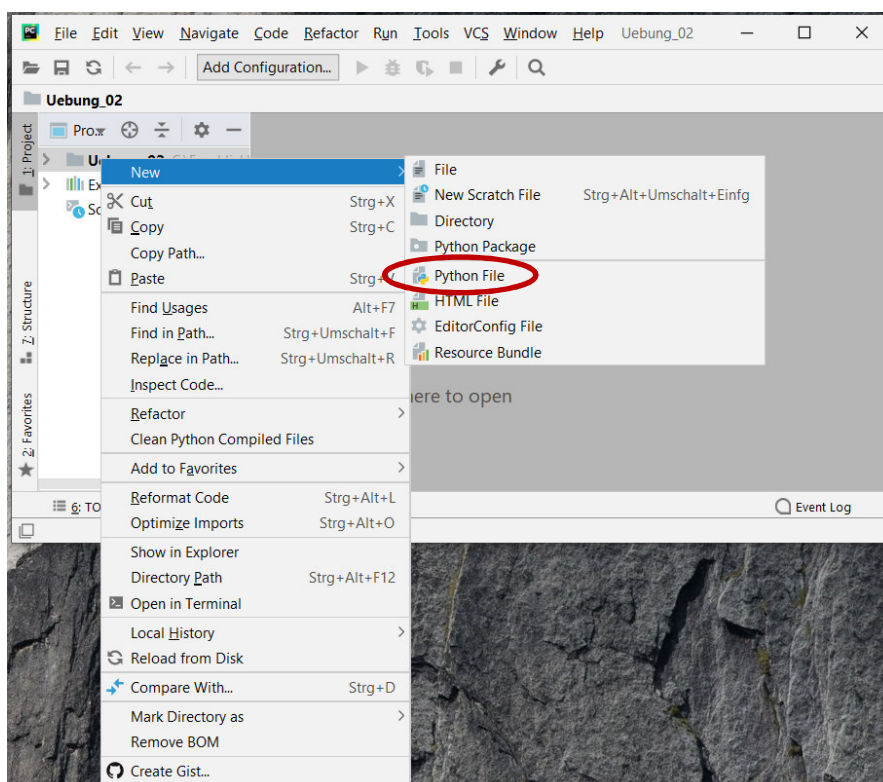 PC File Edit View Navigate Code Refactor Run Tools VCS Window Help Uebung_02
Add Configuration...
Uebung_02
Pro
1: Project
7: Structure
2: Favorites
New
Cut Strg+X
Copy Strg+C
Copy Path...
Paste
Find Usages Alt+F7
Find in Path... Strg+Umschalt+F
Replace in Path... Strg+Umschalt+R
Inspect Code...
Refactor
Clean Python Compiled Files
Add to Favorites
Reformat Code Strg+Alt+L
Optimize Imports Strg+Alt+O
Show in Explorer
Directory Path Strg+Alt+F12
Open in Terminal
Local History
Reload from Disk
Compare With... Strg+D
Mark Directory as
Remove BOM
Create Gist...
File
New Scratch File Strg+Alt+Umschalt+Einfg
Directory
Python Package
Python File
HTML File
EditorConfig File
Resource Bundle
here to open
6: TO
Event Log